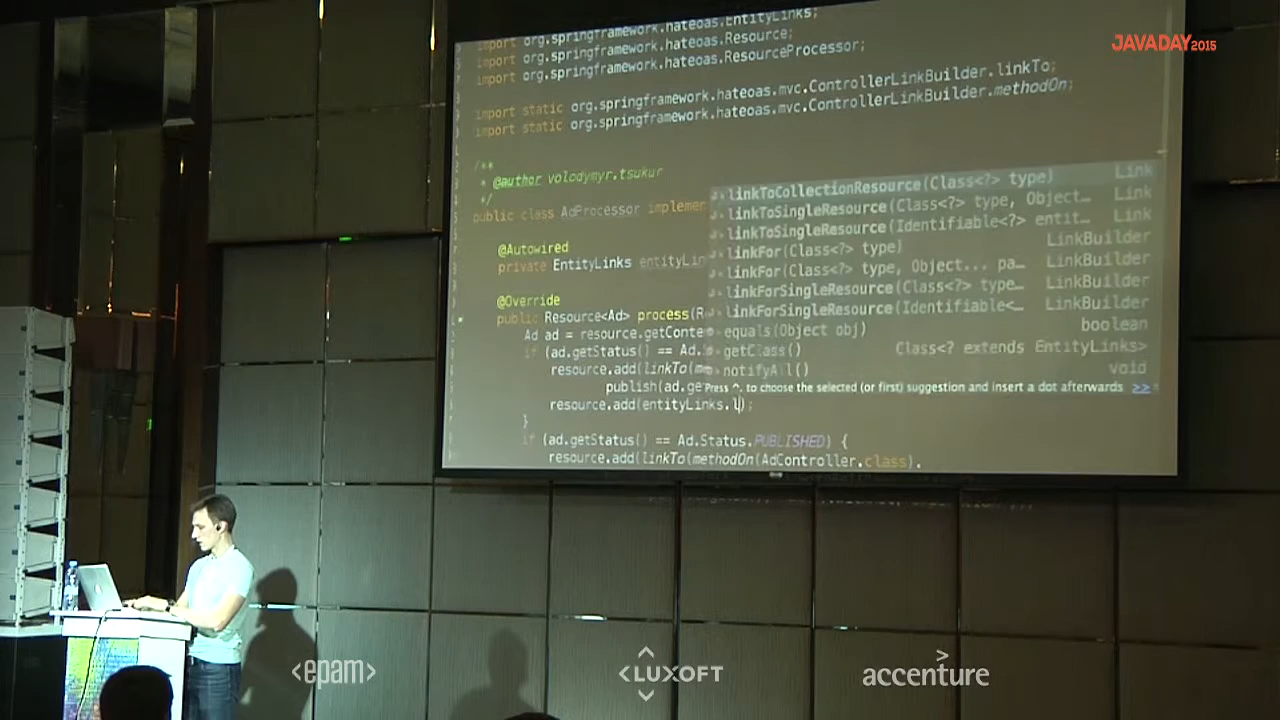 import org.springframework.hateoas.EntityLinks;
import org.springframework.hateoas.Resource;
import org.springframework.hateoas.ResourceProcessor;
import static org.springframework.hateoas.mvc.ControllerLinkBuilder.linkTo;
import static org.springframework.hateoas.mvc.ControllerLinkBuilder.methodOn;
/**
* @author volodymyr.tsukur
*/
public class AdProcessor implemen
@Autowired
private EntityLinks entityLin
@Override
public Resource<Ad> process(R
Ad ad = resource.getConte
if (ad.getStatus() == Ad.
resource.add(linkTo(m
publish(ad.ge
resource.add(entityLinks.l);
}
if (ad.getStatus() == Ad.Status.PUBLISHED) {
resource.add(linkTo(methodOn(AdController.class).
linkToCollectionResource(Class<?> type) Link
linkToSingleResource(Class<?> type, Object… Link
linkToSingleResource(Identifiable<?> entit… Link
linkFor(Class<?> type) LinkBuilder
linkFor(Class<?> type, Object... pa… LinkBuilder
linkForSingleResource(Class<?> type… LinkBuilder
linkForSingleResource(Identifiable<… LinkBuilder
equals(Object obj) boolean
getClass() Class<? extends EntityLinks>
notifyAll() void
Press ^. to choose the selected (or first) suggestion and insert a dot afterwards >>
JAVADAY2015
<epam>
LUXOFT
accenture